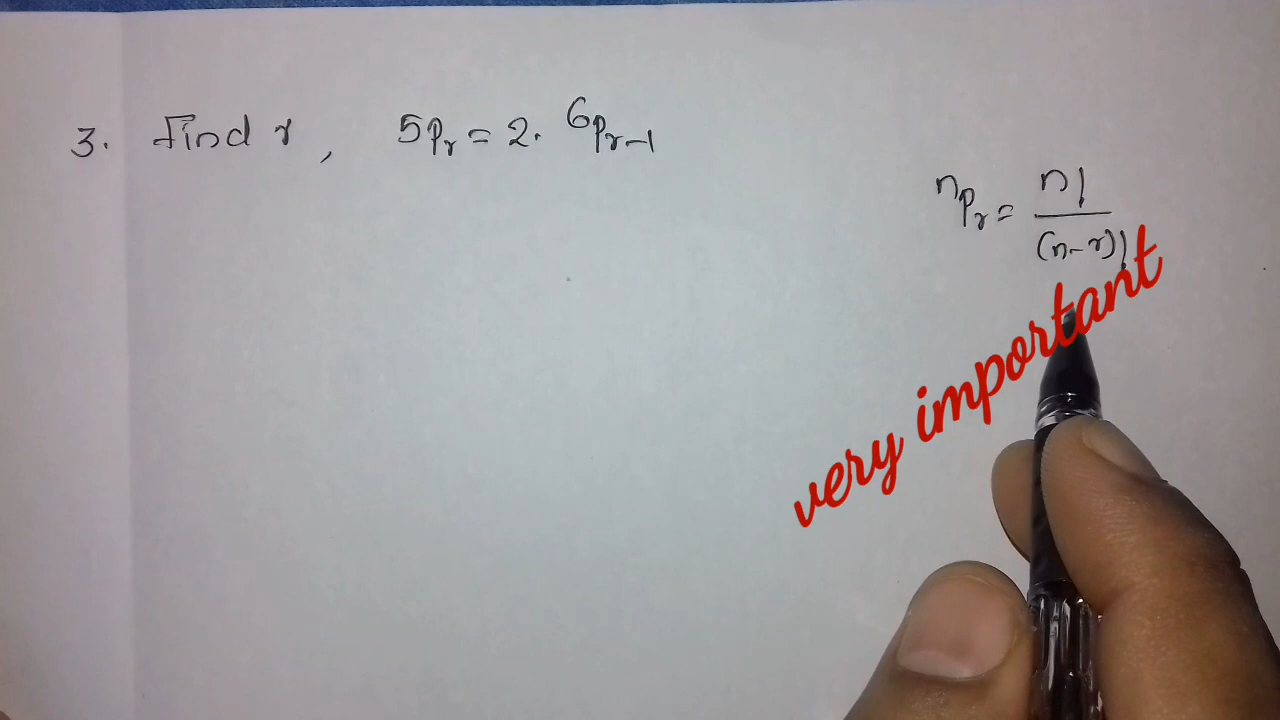 3. Find r, 5Pr = 2. ⁶Pr-1
ⁿPr = n! / (n-r)!
very important